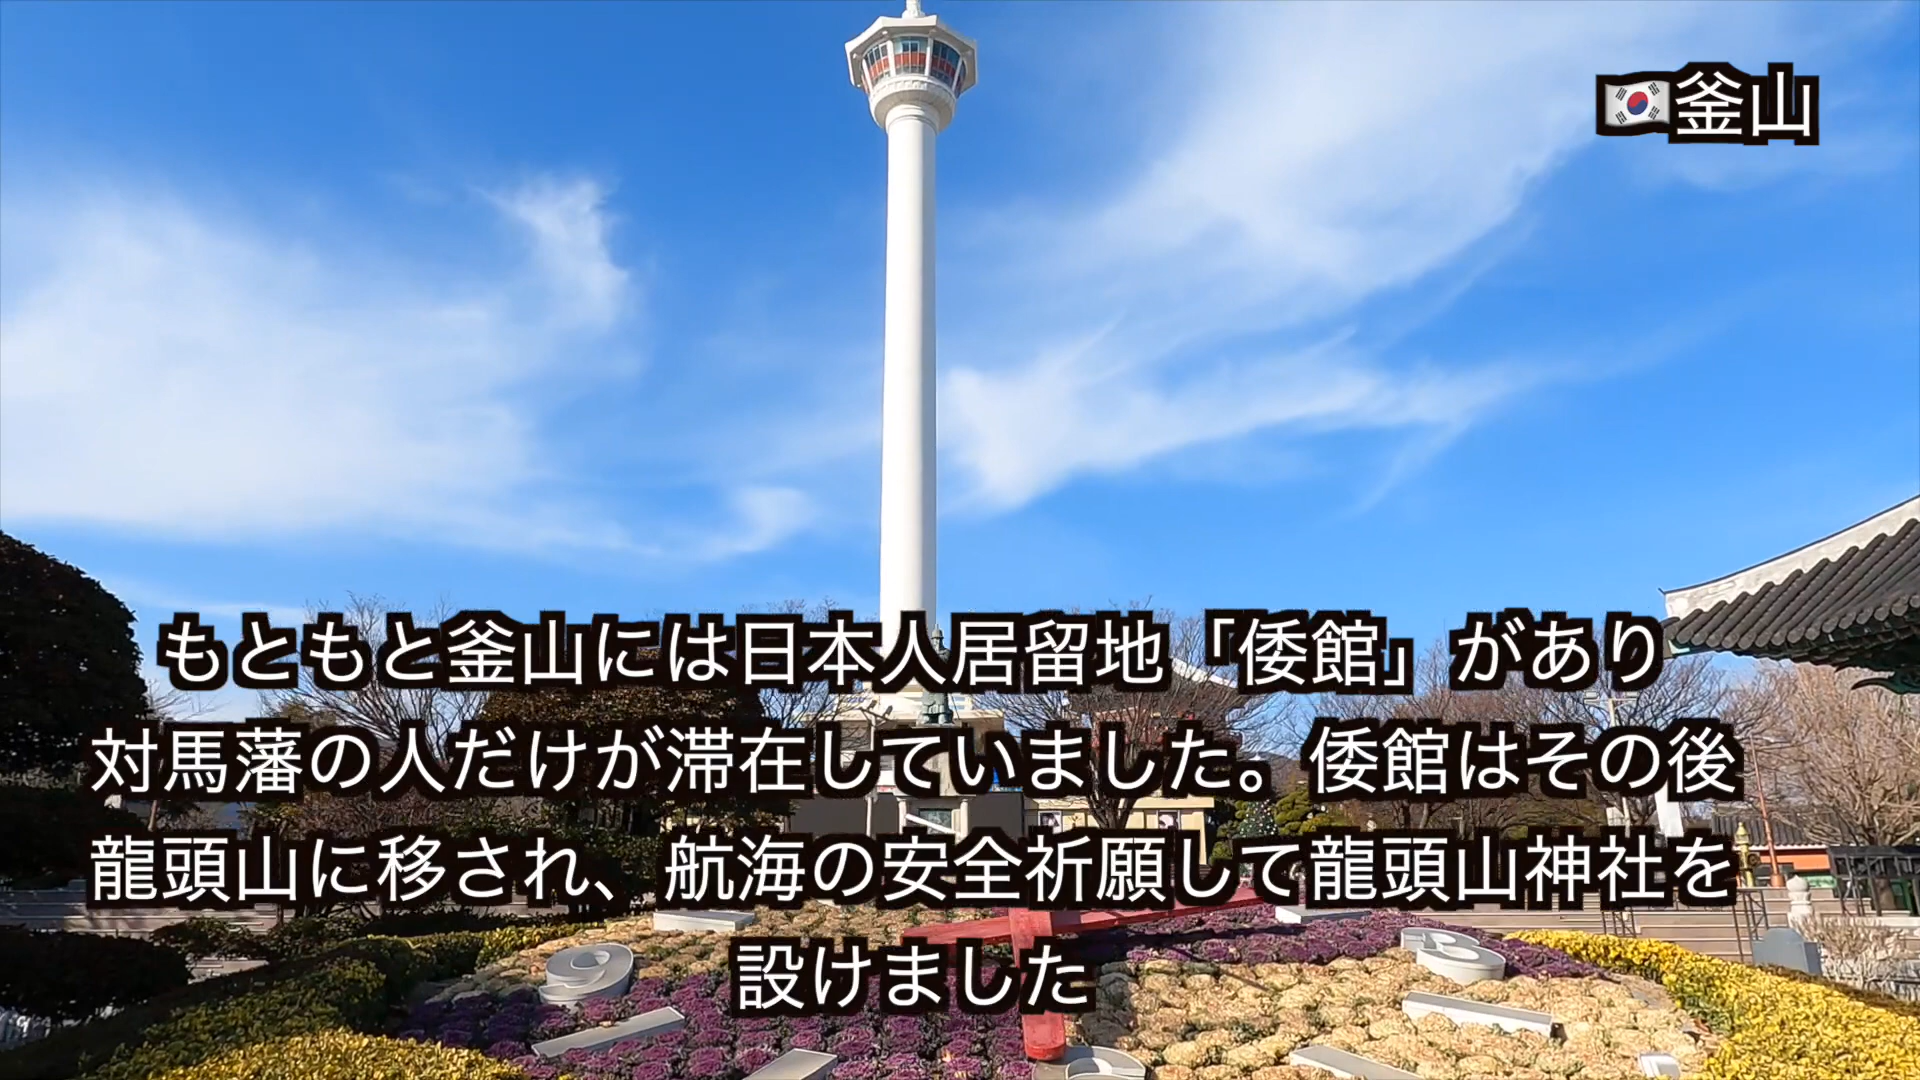 🇰🇷釜山
もともと釜山には日本人居留地「倭館」があり
対馬藩の人だけが滞在していました。倭館はその後
龍頭山に移され、航海の安全祈願して龍頭山神社を
設けました
9
3